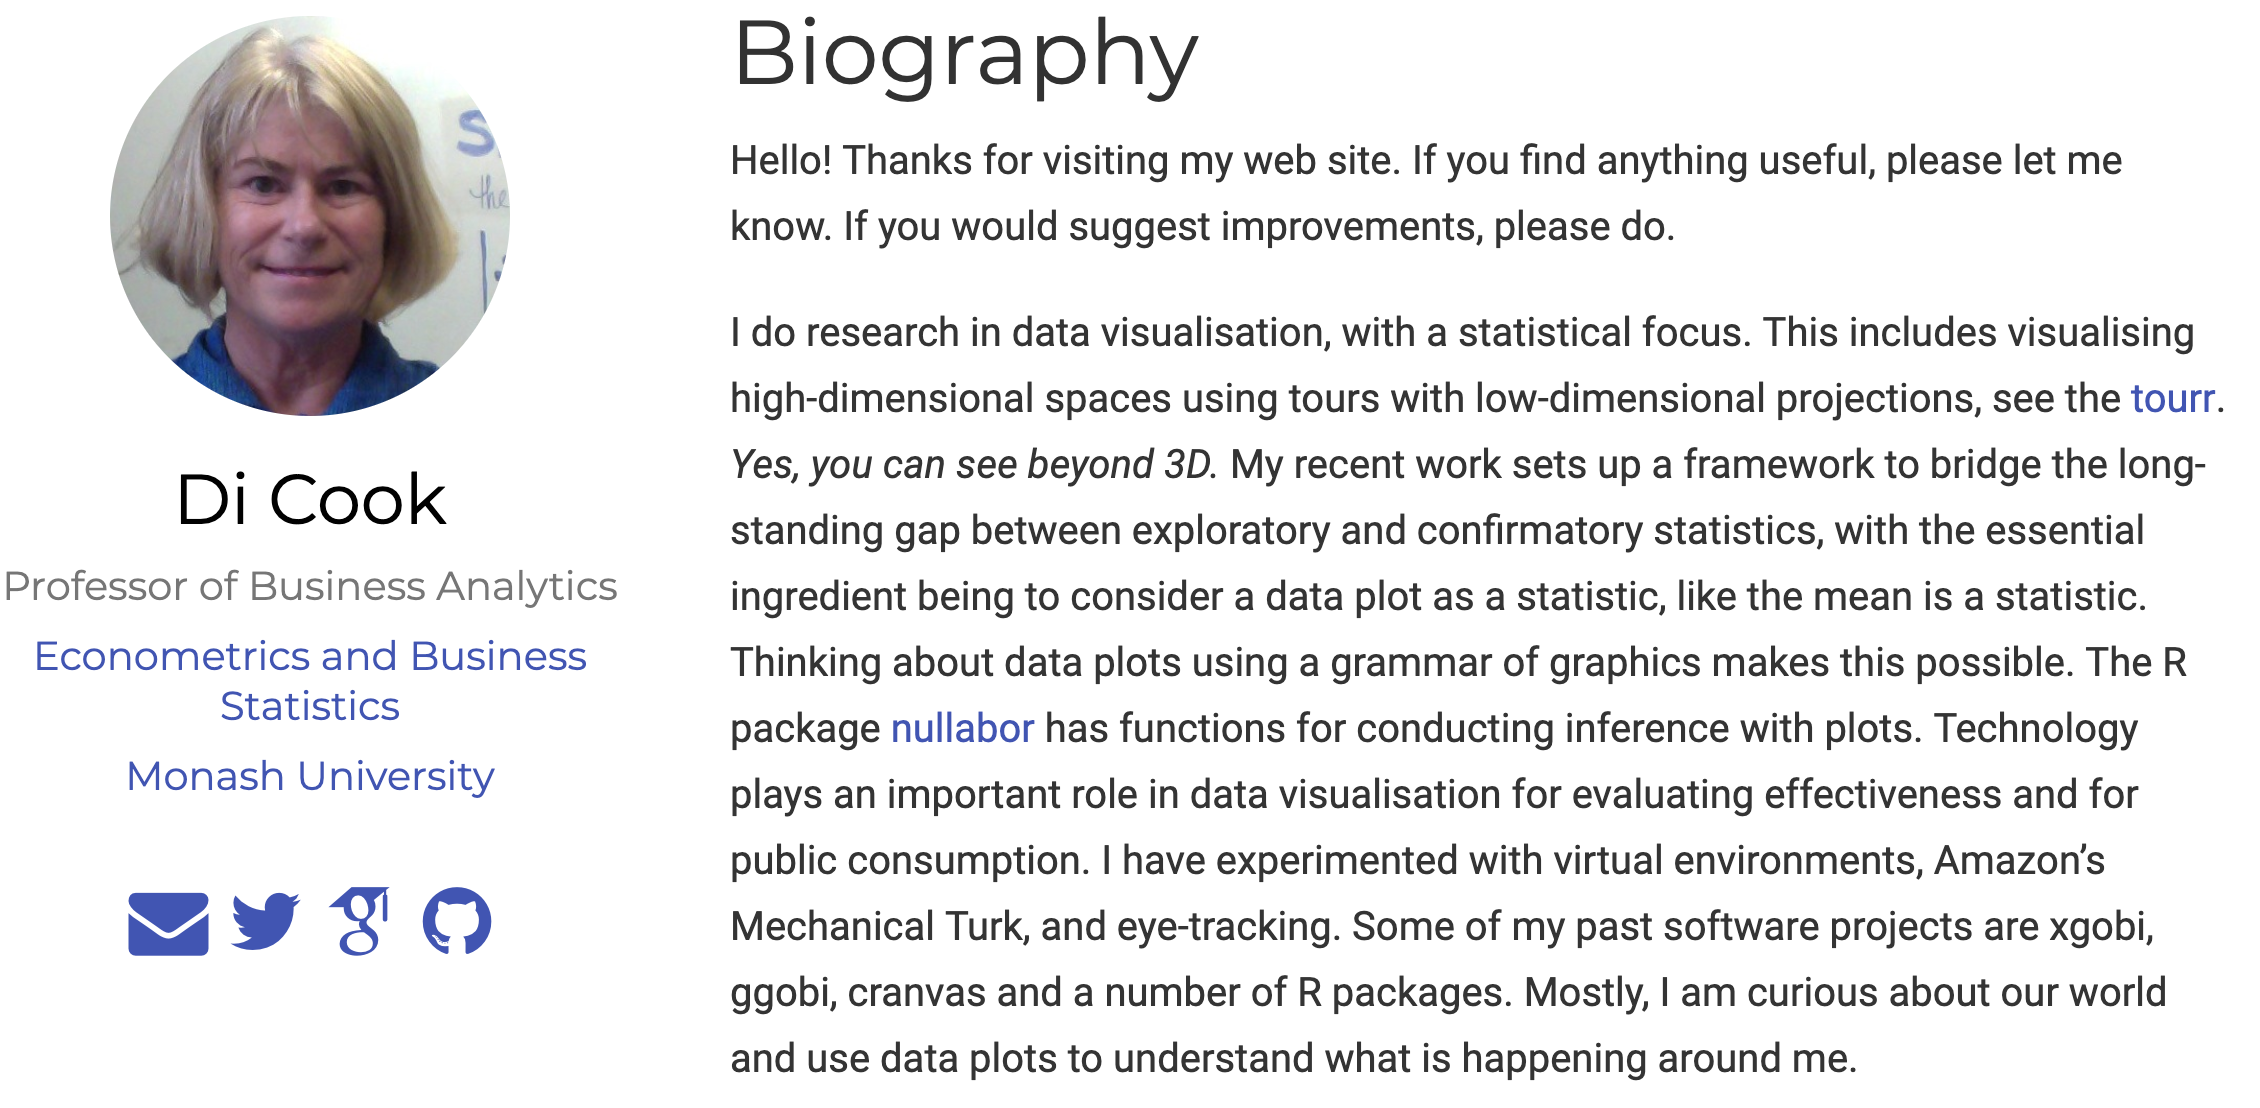 Di Cook
Professor of Business Analytics
Econometrics and Business
Statistics
Monash University
Biography
Hello! Thanks for visiting my web site. If you find anything useful, please let me
know. If you would suggest improvements, please do.
I do research in data visualisation, with a statistical focus. This includes visualising
high-dimensional spaces using tours with low-dimensional projections, see the tourr.
Yes, you can see beyond 3D. My recent work sets up a framework to bridge the long-
standing gap between exploratory and confirmatory statistics, with the essential
ingredient being to consider a data plot as a statistic, like the mean is a statistic.
Thinking about data plots using a grammar of graphics makes this possible. The R
package nullabor has functions for conducting inference with plots. Technology
plays an important role in data visualisation for evaluating effectiveness and for
public consumption. I have experimented with virtual environments, Amazon’s
Mechanical Turk, and eye-tracking. Some of my past software projects are xgobi,
ggobi, cranvas and a number of R packages. Mostly, I am curious about our world
and use data plots to understand what is happening around me.